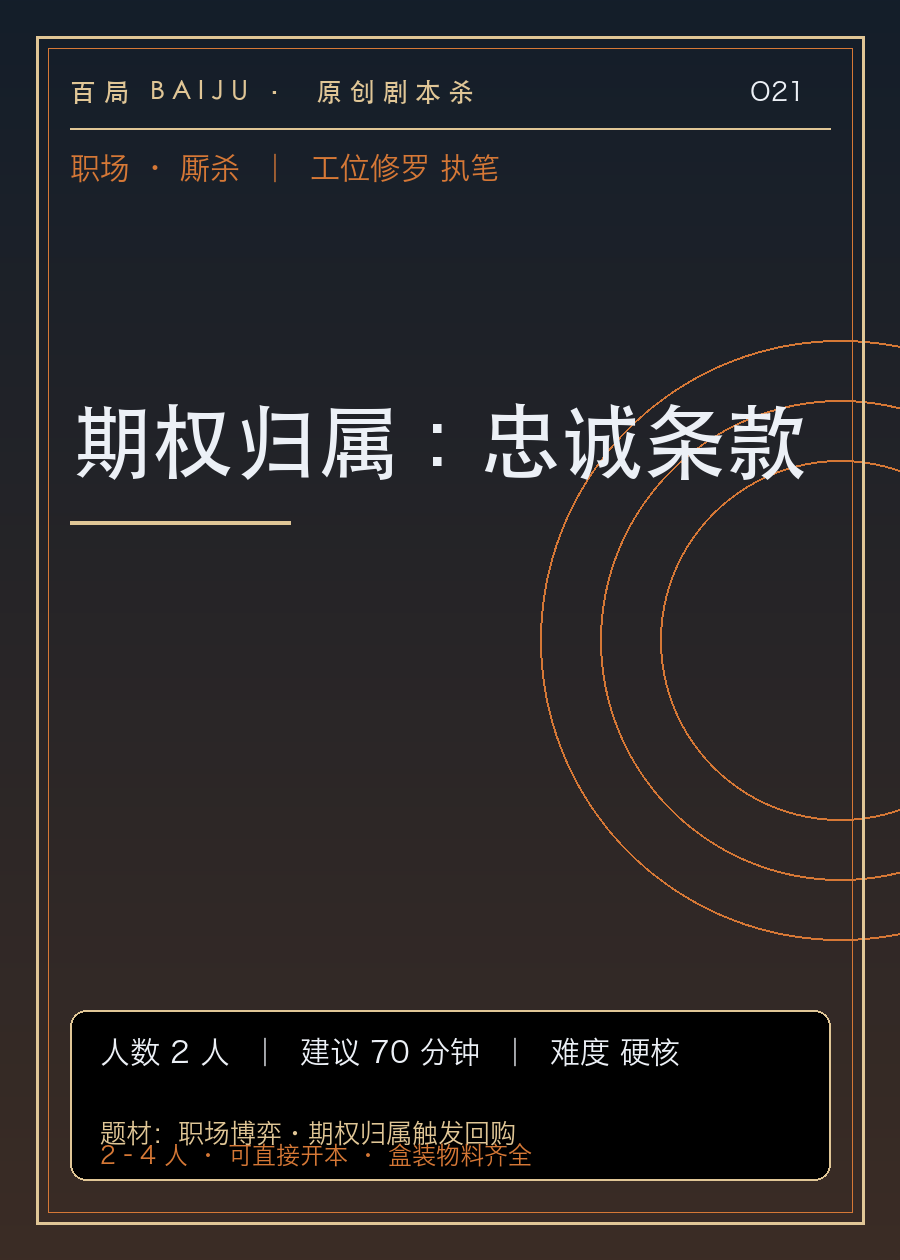 百局 BAIJU · 原创剧本杀 021
职场 · 厮杀 ｜ 工位修罗 执笔
期权归属：忠诚条款
人数 2 人 ｜ 建议 70 分钟 ｜ 难度 硬核
题材：职场博弈·期权归属触发回购
2-4 人 · 可直接开本 · 盒装物料齐全